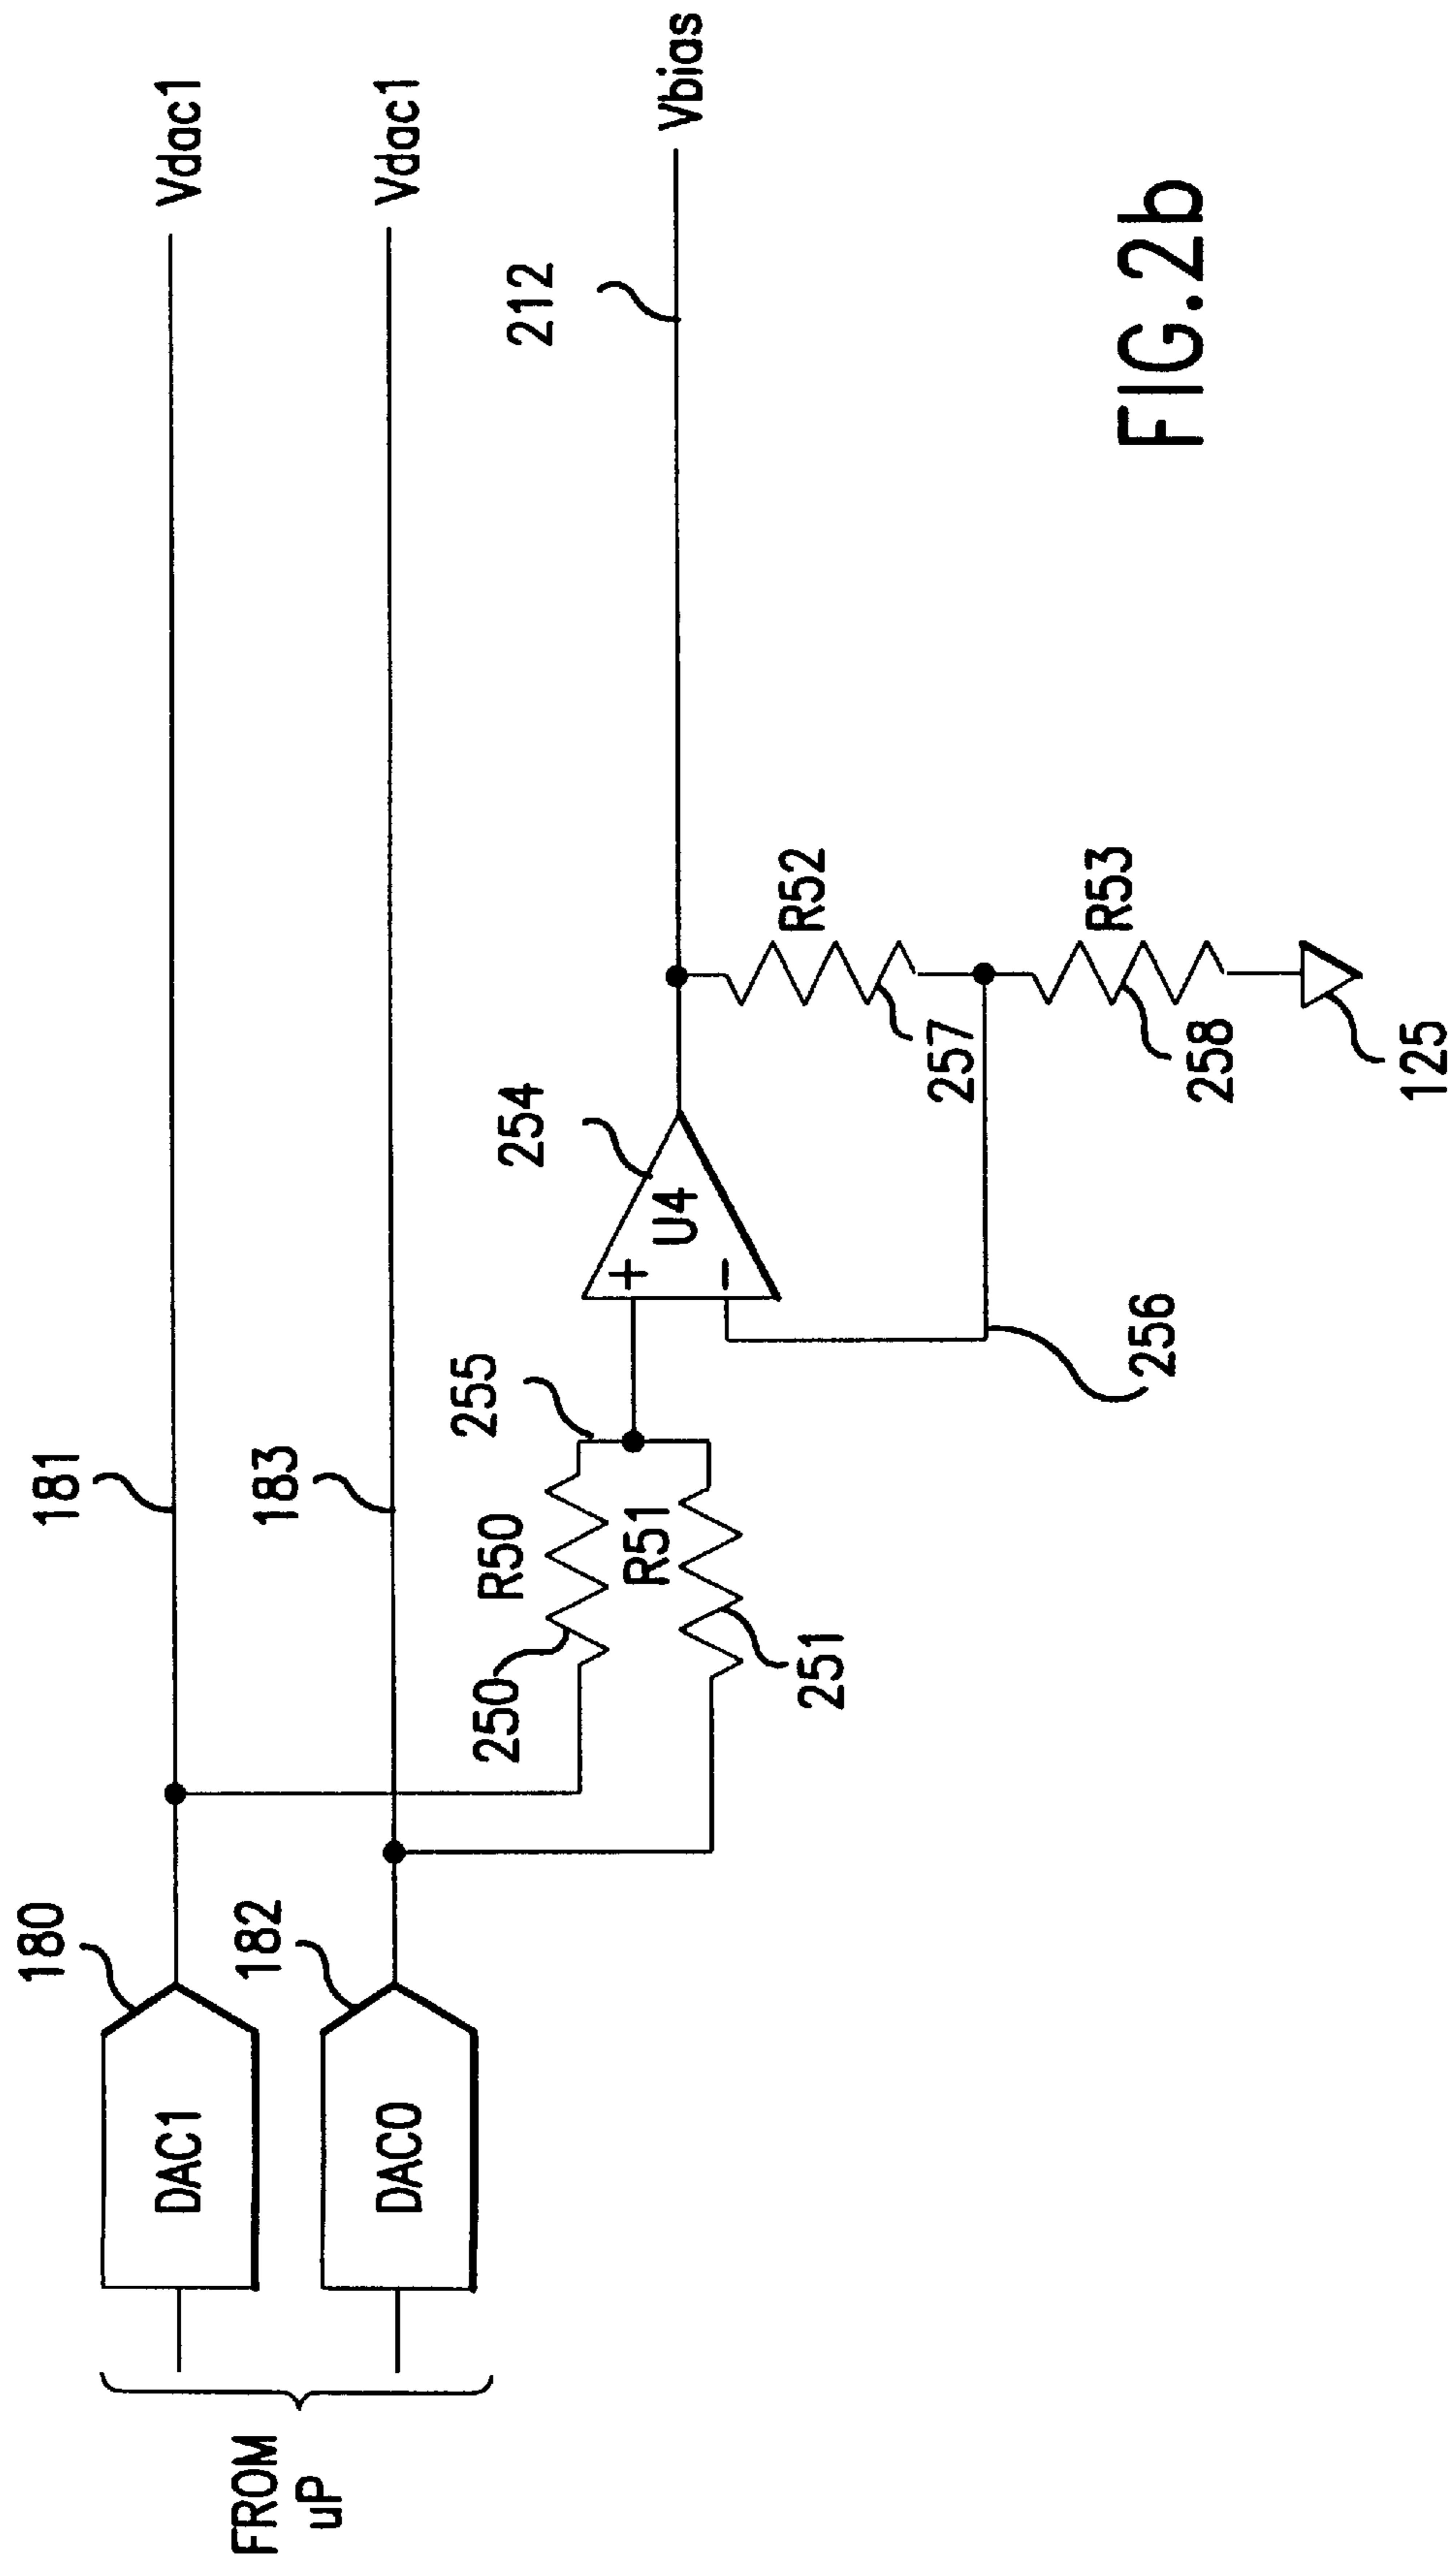 180
181
Vdac1
DAC1
FROM
uP
182
183
Vdac1
DAC0
250
R50
255
254
212
Vbias
R51
251
+
U4
−
R52
257
256
R53
258
125
FIG.2b